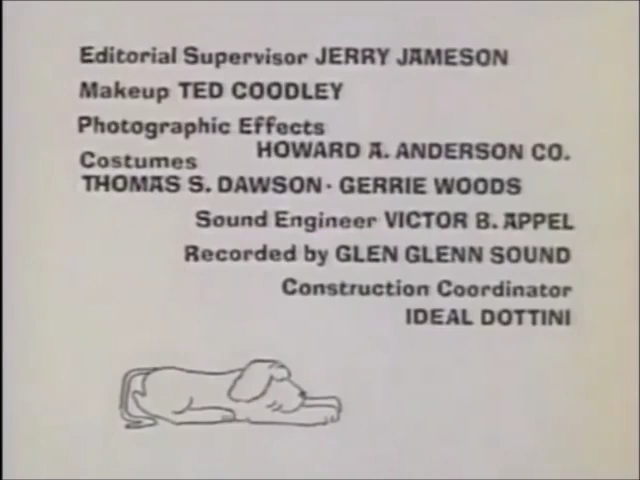 Editorial Supervisor JERRY JAMESON
Makeup TED COODLEY
Photographic Effects
HOWARD A. ANDERSON CO.
Costumes
THOMAS S. DAWSON · GERRIE WOODS
Sound Engineer VICTOR B. APPEL
Recorded by GLEN GLENN SOUND
Construction Coordinator
IDEAL DOTTINI